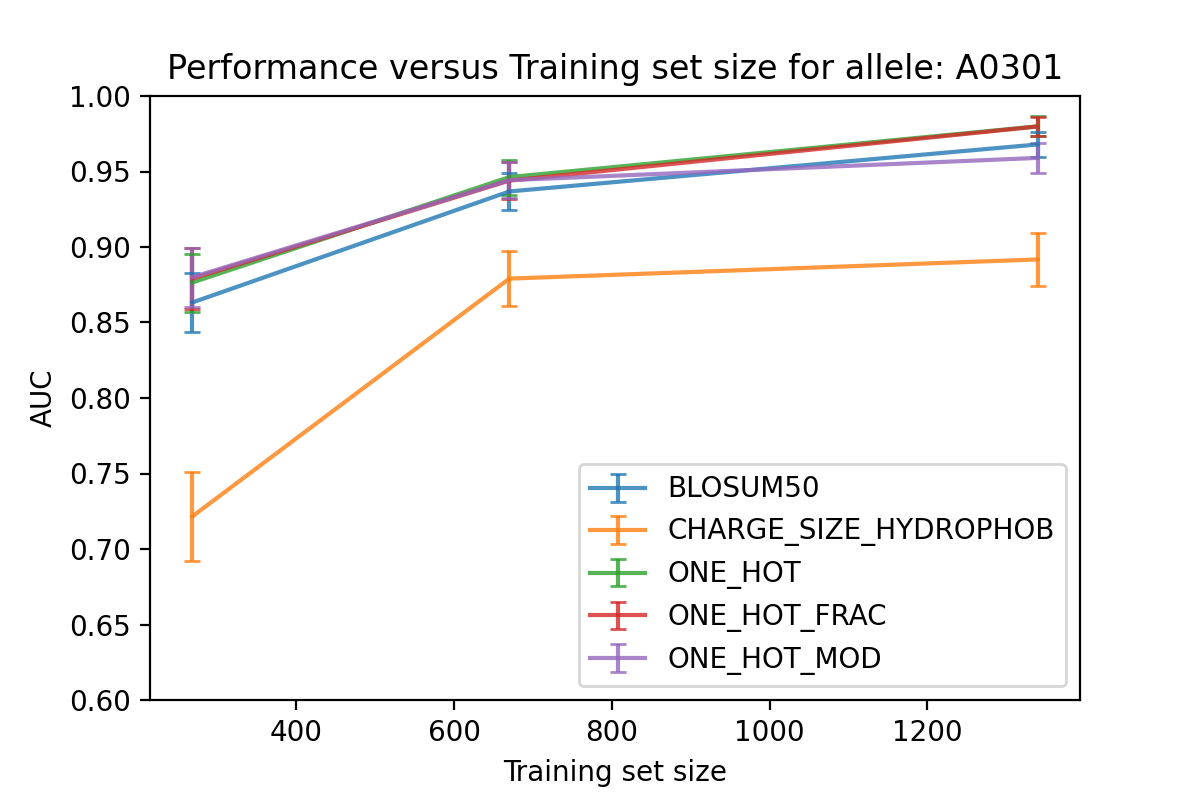 Performance versus Training set size for allele: A0301
1.00
0.95
0.90
0.85
0.80
0.75
0.70
0.65
0.60
AUC
BLOSUM50
CHARGE_SIZE_HYDROPHOB
ONE_HOT
ONE_HOT_FRAC
ONE_HOT_MOD
400 600 800 1000 1200
Training set size